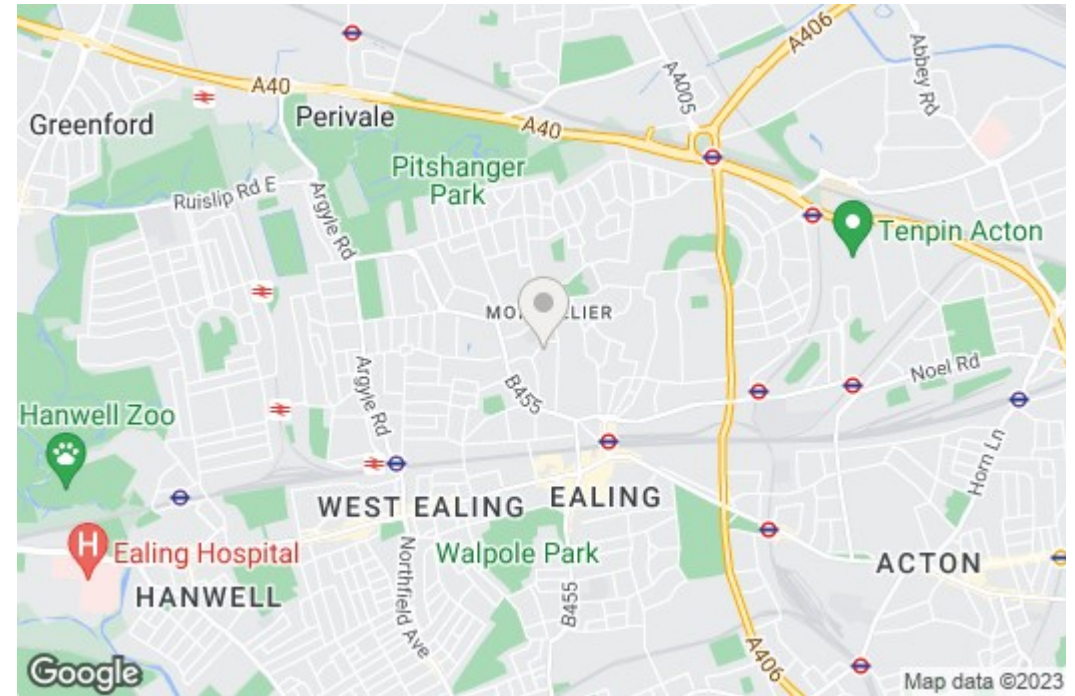 A406
Abbey Rd
A4005
A40
Perivale
Greenford
A40
Pitshanger
Park
Ruislip Rd E
Argyle Rd
Tenpin Acton
MO
ELIER
Noel Rd
Argyle Rd
B455
Hanwell Zoo
Horn Ln
WEST EALING
EALING
H
Ealing Hospital
Walpole Park
ACTON
HANWELL
Northfield Ave
B455
A406
Google
Map data ©2023